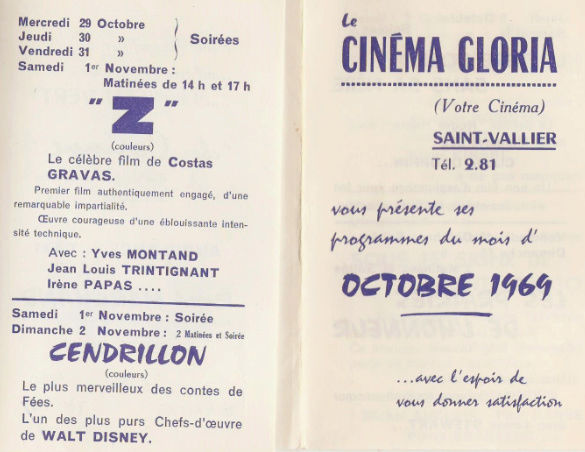 Mercredi 29 Octobre
Jeudi 30 »
Vendredi 31 »
Soirées
Samedi 1er Novembre :
Matinées de 14 h et 17 h
"Z"
(couleurs)
Le célèbre film de Costas
GRAVAS.
Premier film authentiquement engagé, d'une
remarquable impartialité.
Œuvre courageuse d'une éblouissante inten-
sité technique.
Avec : Yves MONTAND
Jean Louis TRINTIGNANT
Irène PAPAS ....
Samedi 1er Novembre : Soirée
Dimanche 2 Novembre : 2 Matinées et Soirée
CENDRILLON
(couleurs)
Le plus merveilleux des contes de
Fées.
L'un des plus purs Chefs-d'œuvre
de WALT DISNEY.
Le
CINÉMA GLORIA
(Votre Cinéma)
SAINT-VALLIER
Tél. 2.81
vous présente ses
programmes du mois d'
OCTOBRE 1969
...avec l'espoir de
vous donner satisfaction